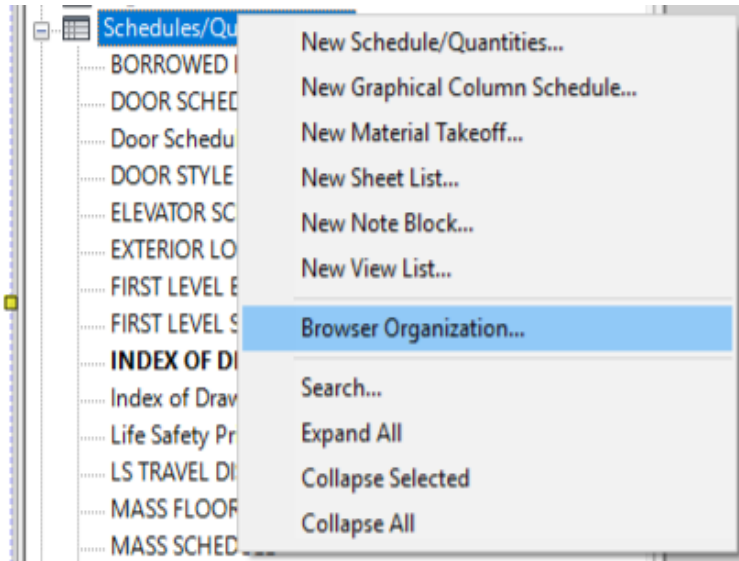 Schedules/Qu
BORROWED
DOOR SCHED
Door Schedu
DOOR STYLE
ELEVATOR SC
EXTERIOR LO
FIRST LEVEL E
FIRST LEVEL S
INDEX OF D
Index of Draw
Life Safety Pr
LS TRAVEL DI
MASS FLOOR
MASS SCHEDULE
New Schedule/Quantities...
New Graphical Column Schedule...
New Material Takeoff...
New Sheet List...
New Note Block...
New View List...
Browser Organization...
Search...
Expand All
Collapse Selected
Collapse All